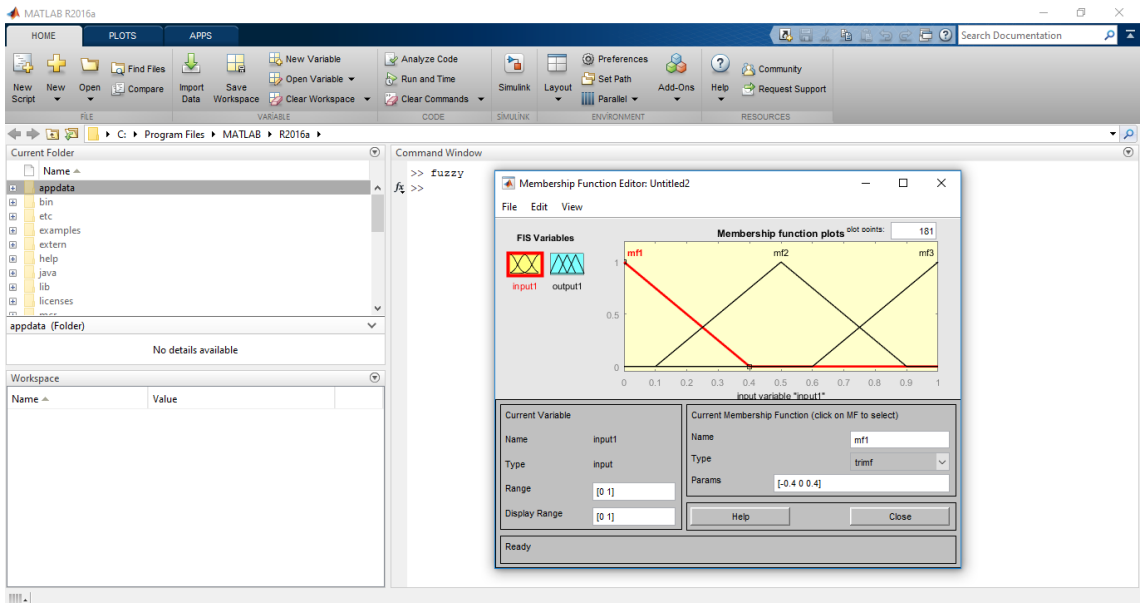 MATLAB R2016a
HOME PLOTS APPS
Search Documentation
New Script
New
Open
Find Files
Compare
Import Data
Save Workspace
New Variable
Open Variable
Clear Workspace
Analyze Code
Run and Time
Clear Commands
Simulink
Layout
Preferences
Set Path
Parallel
Add-Ons
Help
Community
Request Support
FILE VARIABLE CODE SİMULİNK ENVİRONMENT RESOURCES
C: Program Files MATLAB R2016a
Current Folder
Name
appdata
bin
etc
examples
extern
help
java
lib
licenses
appdata (Folder)
No details available
Workspace
Name Value
Command Window
>> fuzzy
fx >>
Membership Function Editor: Untitled2
File Edit View
FIS Variables
input1 output1
Membership function plots plot points: 181
mf1 mf2 mf3
1
0.5
0
0 0.1 0.2 0.3 0.4 0.5 0.6 0.7 0.8 0.9 1
input variable "input1"
Current Variable
Name input1
Type input
Range [0 1]
Display Range [0 1]
Current Membership Function (click on MF to select)
Name mf1
Type trimf
Params [-0.4 0 0.4]
Help Close
Ready